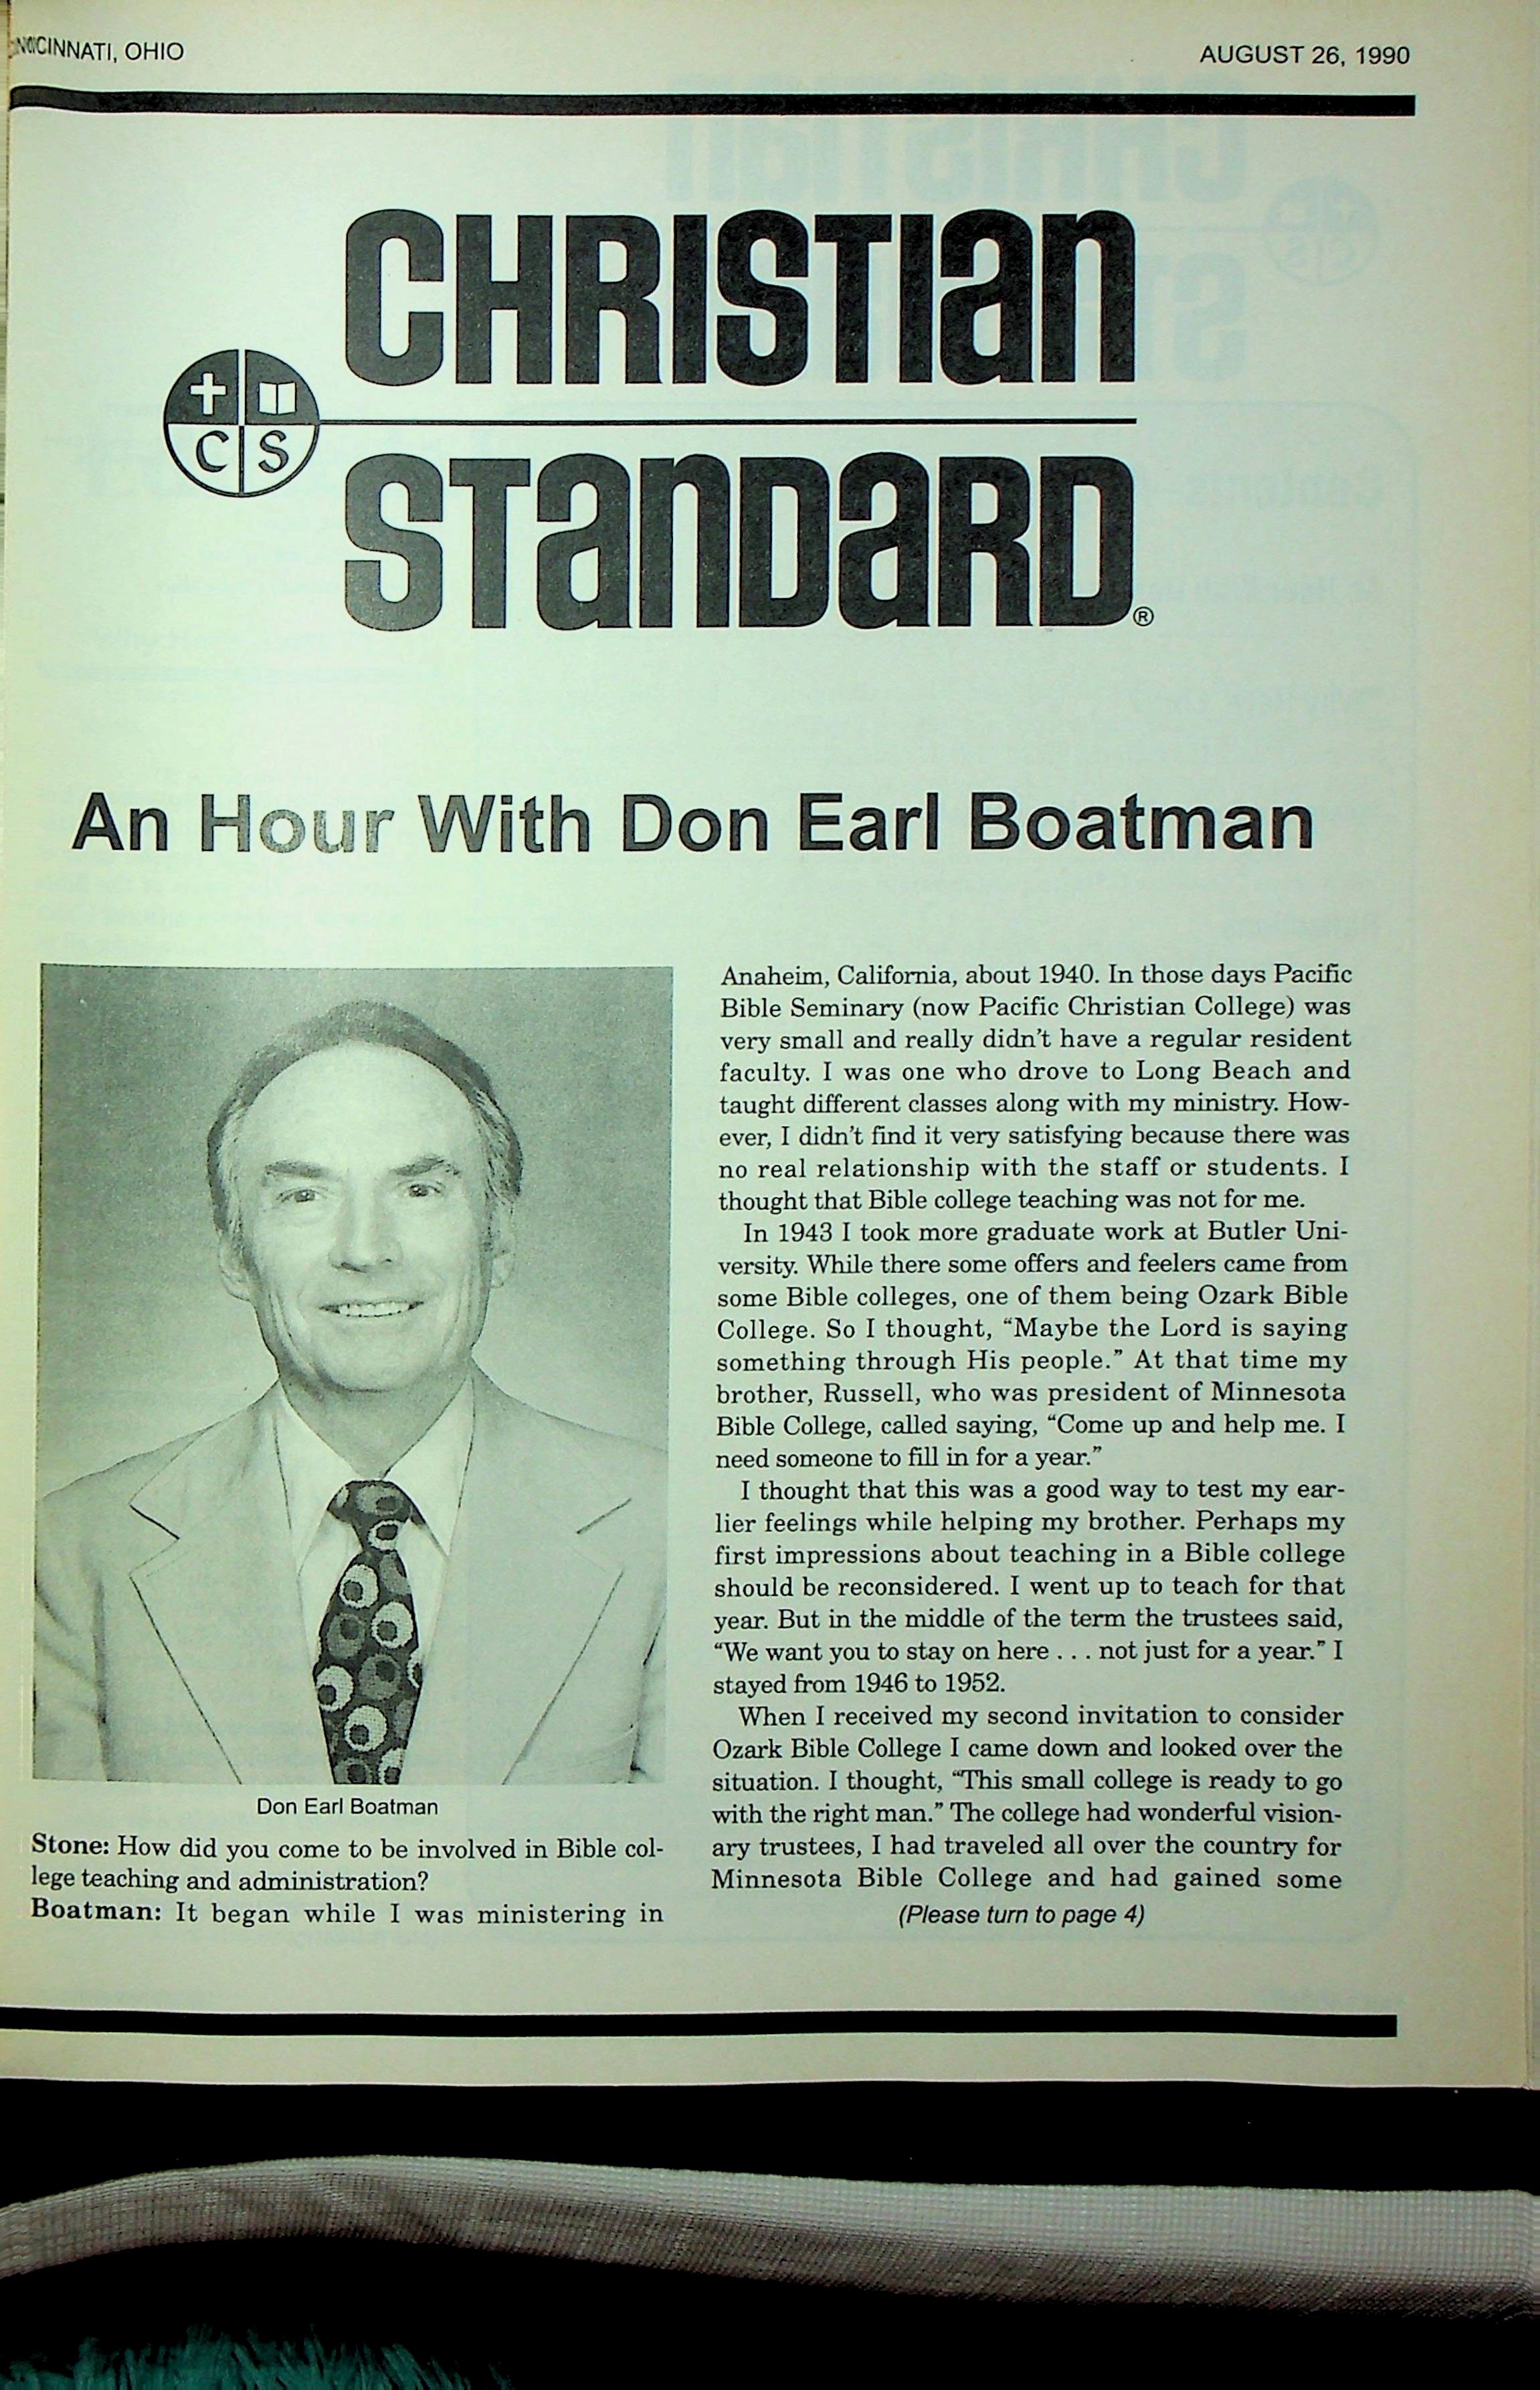 CINCINNATI, OHIO
AUGUST 26, 1990
CHRISTIAN
STANDARD®
C S
An Hour With Don Earl Boatman
Don Earl Boatman
Stone: How did you come to be involved in Bible col-
lege teaching and administration?
Boatman: It began while I was ministering in
Anaheim, California, about 1940. In those days Pacific
Bible Seminary (now Pacific Christian College) was
very small and really didn't have a regular resident
faculty. I was one who drove to Long Beach and
taught different classes along with my ministry. How-
ever, I didn't find it very satisfying because there was
no real relationship with the staff or students. I
thought that Bible college teaching was not for me.
In 1943 I took more graduate work at Butler Uni-
versity. While there some offers and feelers came from
some Bible colleges, one of them being Ozark Bible
College. So I thought, “Maybe the Lord is saying
something through His people.” At that time my
brother, Russell, who was president of Minnesota
Bible College, called saying, “Come up and help me. I
need someone to fill in for a year.”
I thought that this was a good way to test my ear-
lier feelings while helping my brother. Perhaps my
first impressions about teaching in a Bible college
should be reconsidered. I went up to teach for that
year. But in the middle of the term the trustees said,
“We want you to stay on here . . . not just for a year.” I
stayed from 1946 to 1952.
When I received my second invitation to consider
Ozark Bible College I came down and looked over the
situation. I thought, “This small college is ready to go
with the right man.” The college had wonderful vision-
ary trustees, I had traveled all over the country for
Minnesota Bible College and had gained some
(Please turn to page 4)